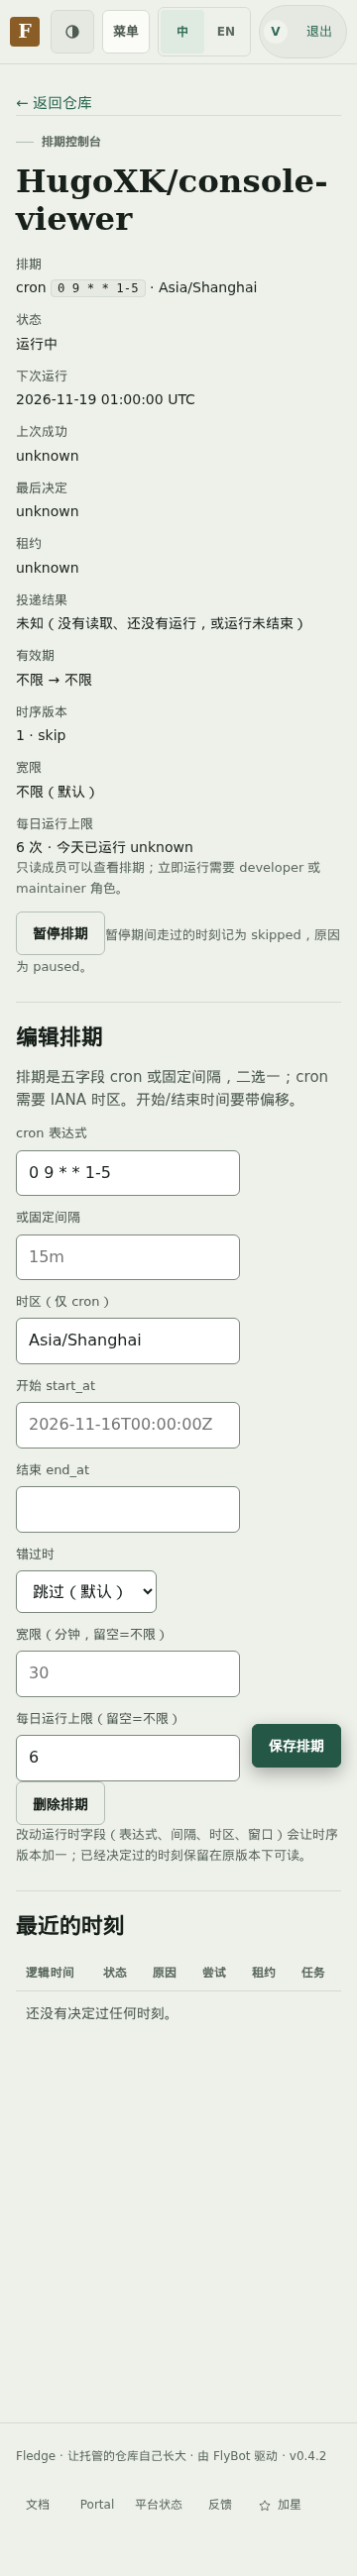 F
菜单
中
EN
V
退出
← 返回仓库
排期控制台
HugoXK/console-
viewer
排期
cron 0 9 * * 1-5 · Asia/Shanghai
状态
运行中
下次运行
2026-11-19 01:00:00 UTC
上次成功
unknown
最后决定
unknown
租约
unknown
投递结果
未知（没有读取、还没有运行，或运行未结束）
有效期
不限 → 不限
时序版本
1 · skip
宽限
不限（默认）
每日运行上限
6 次 · 今天已运行 unknown
只读成员可以查看排期；立即运行需要 developer 或
maintainer 角色。
暂停排期
暂停期间走过的时刻记为 skipped，原因
为 paused。
编辑排期
排期是五字段 cron 或固定间隔，二选一；cron
需要 IANA 时区。开始/结束时间要带偏移。
cron 表达式
0 9 * * 1-5
或固定间隔
15m
时区（仅 cron）
Asia/Shanghai
开始 start_at
2026-11-16T00:00:00Z
结束 end_at
错过时
跳过（默认）
宽限（分钟，留空=不限）
30
每日运行上限（留空=不限）
6
保存排期
删除排期
改动运行时字段（表达式、间隔、时区、窗口）会让时序
版本加一；已经决定过的时刻保留在原版本下可读。
最近的时刻
逻辑时间 状态 原因 尝试 租约 任务
还没有决定过任何时刻。
Fledge · 让托管的仓库自己长大 · 由 FlyBot 驱动 · v0.4.2
文档 Portal 平台状态 反馈 加星